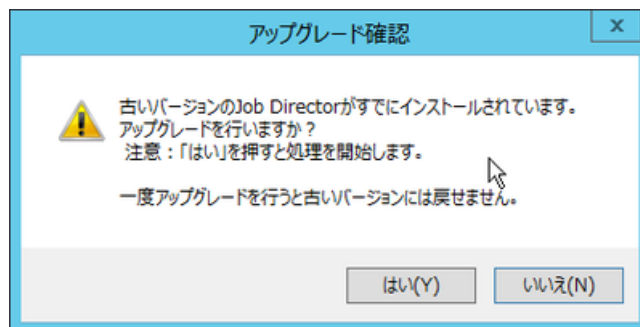 アップグレード確認
x
古いバージョンのJob Directorがすでにインストールされています。
アップグレードを行いますか？
注意：「はい」を押すと処理を開始します。
一度アップグレードを行うと古いバージョンには戻せません。
はい(Y)
いいえ(N)